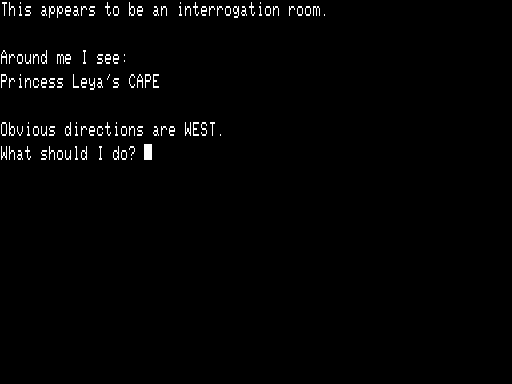 This appears to be an interrogation room.
Around me I see:
Princess Leya's CAPE
Obvious directions are WEST.
What should I do?